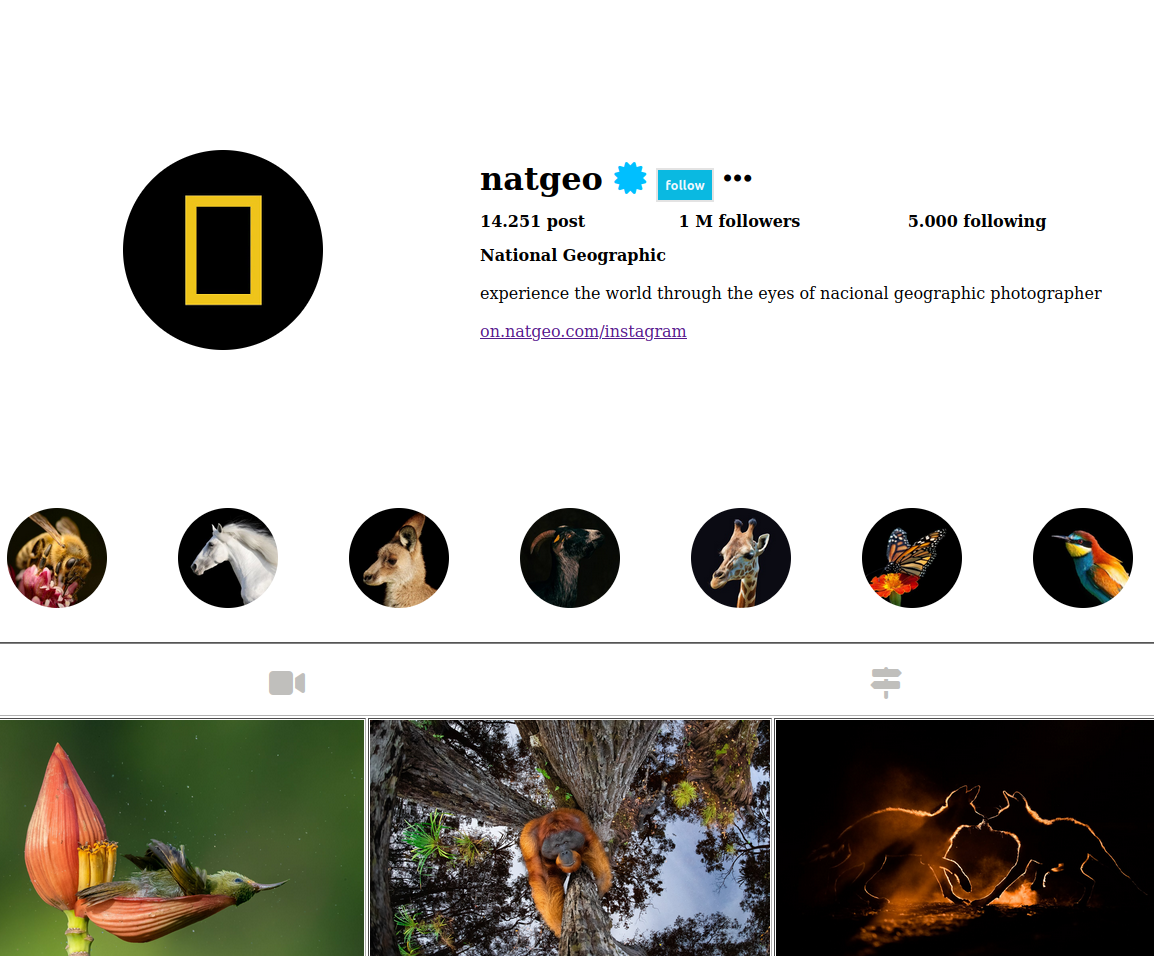 natgeo follow •••
14.251 post 1 M followers 5.000 following
National Geographic
experience the world through the eyes of nacional geographic photographer
on.natgeo.com/instagram